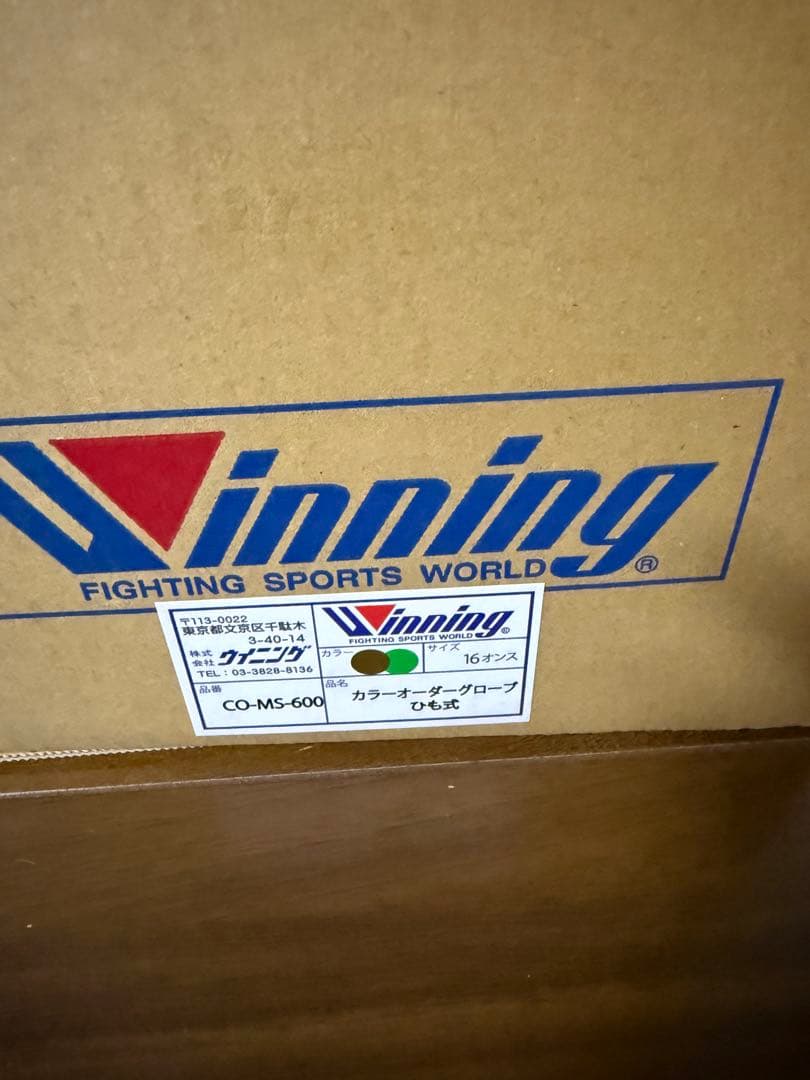 Winning®
FIGHTING SPORTS WORLD
〒113-0022
東京都文京区千駄木
3-40-14
株式会社 ウイニング
TEL：03-3828-8136
Winning®
FIGHTING SPORTS WORLD
カラー
サイズ
16オンス
品番
CO-MS-600
品名
カラーオーダーグローブ
ひも式